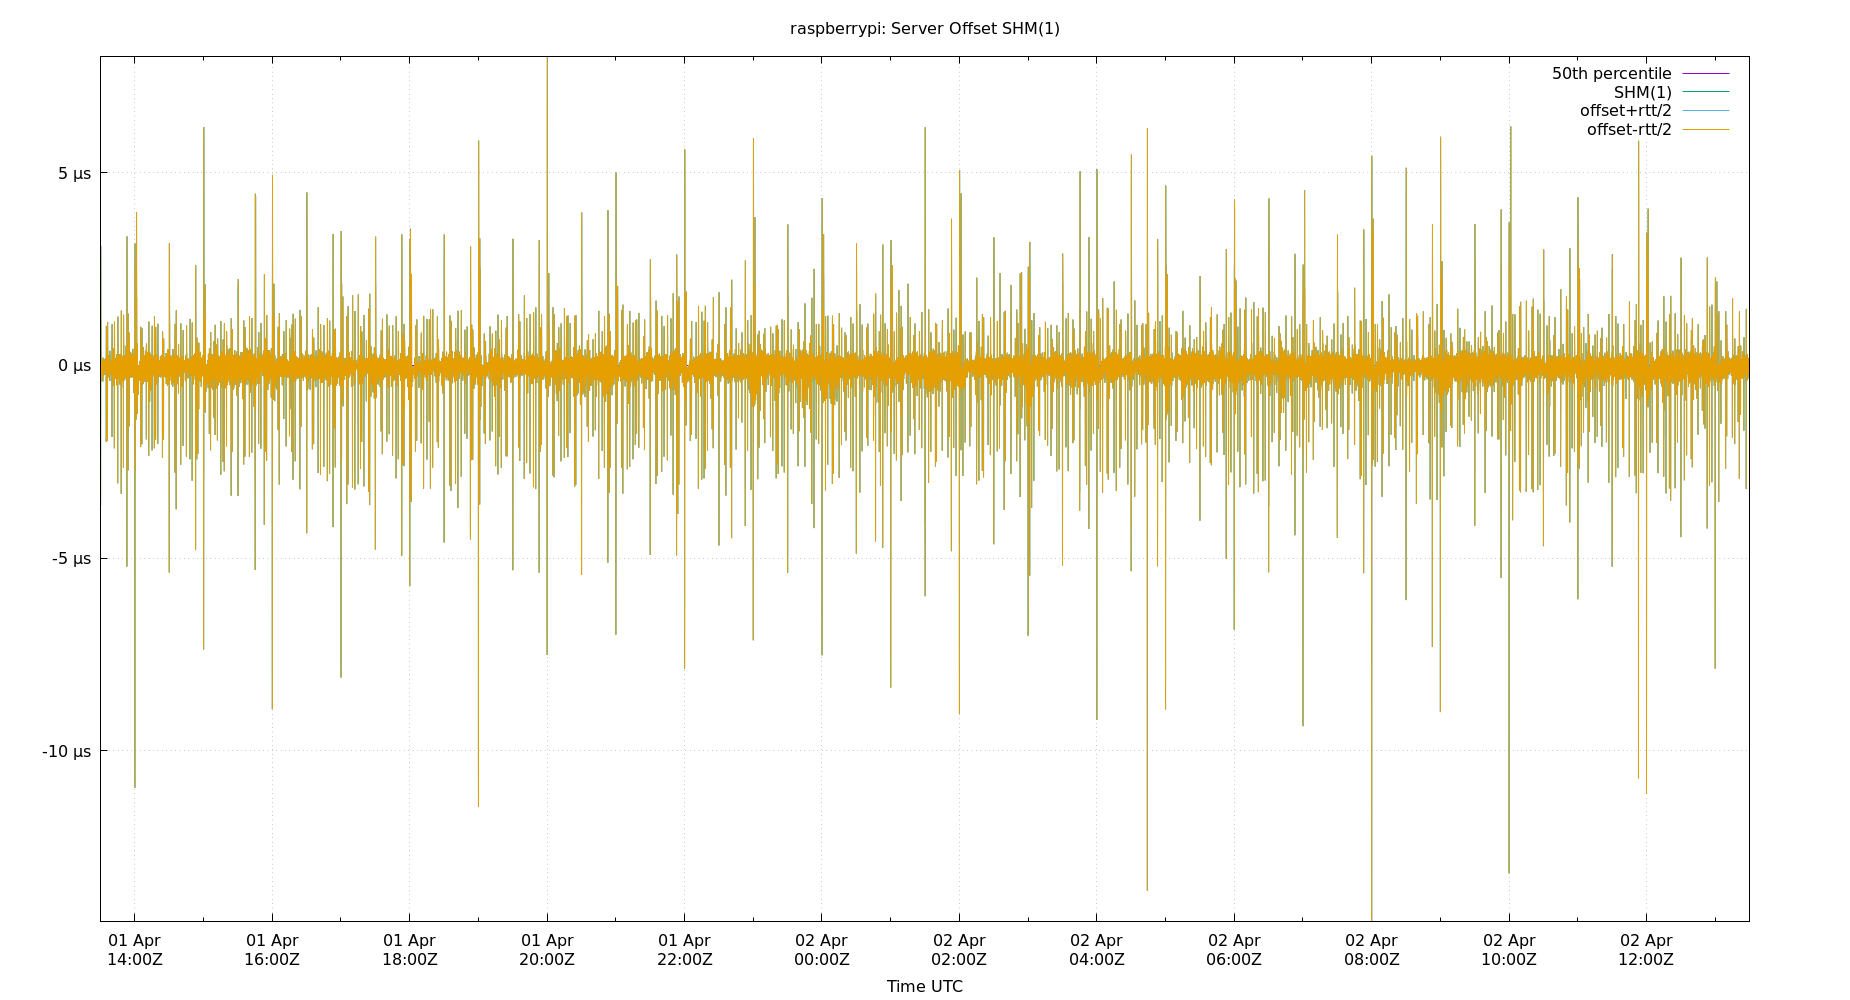 raspberrypi: Server Offset SHM(1)
50th percentile
SHM(1)
offset+rtt/2
offset-rtt/2
5 µs
0 µs
-5 µs
-10 µs
01 Apr 01 Apr 01 Apr 01 Apr 01 Apr 02 Apr 02 Apr 02 Apr 02 Apr 02 Apr 02 Apr 02 Apr
14:00Z 16:00Z 18:00Z 20:00Z 22:00Z 00:00Z 02:00Z 04:00Z 06:00Z 08:00Z 10:00Z 12:00Z
Time UTC